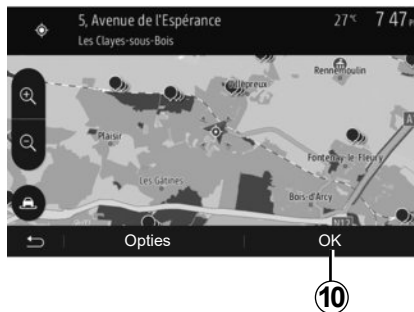 5, Avenue de l'Espérance
27°C
7 47
Les Clayes-sous-Bois
Rennemoulin
Plaisir
Fontenay-le-Fleury
Les Gâtines
Bois-d'Arcy
N12
Opties
OK
10